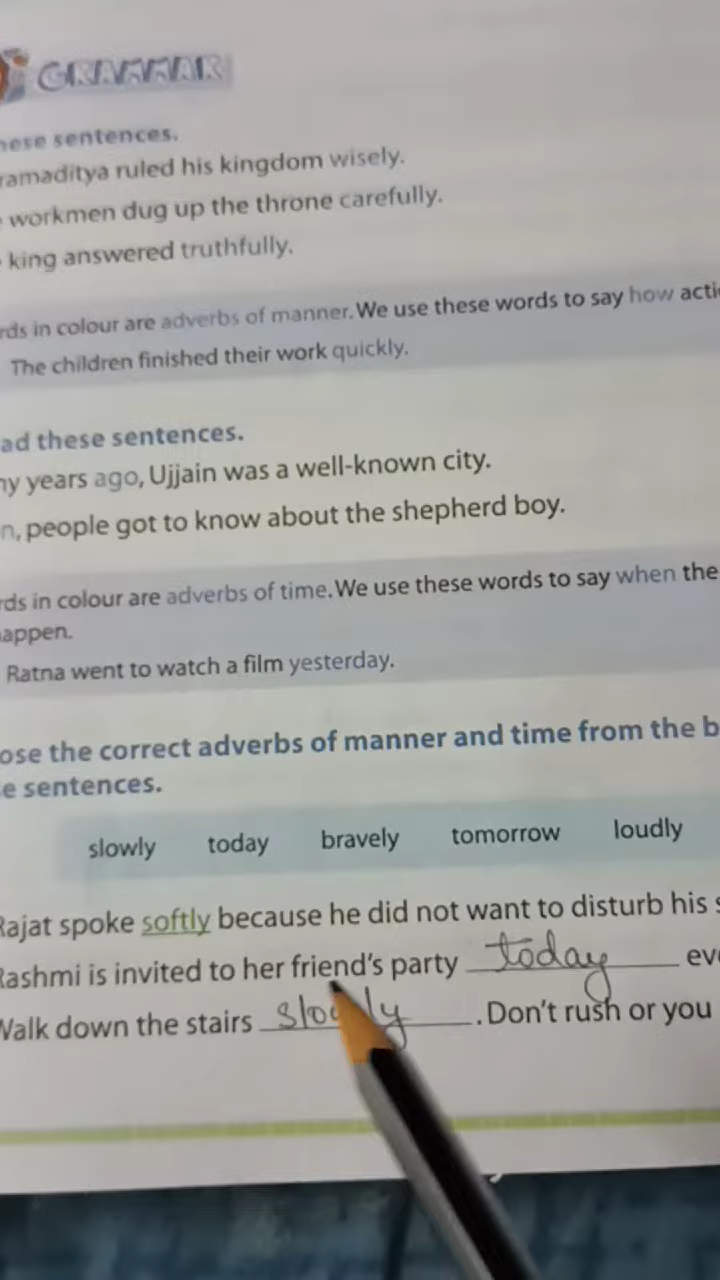 GRAMMAR
these sentences.
ramaditya ruled his kingdom wisely.
workmen dug up the throne carefully.
king answered truthfully.
rds in colour are adverbs of manner. We use these words to say how acti
The children finished their work quickly.
ad these sentences.
ny years ago, Ujjain was a well-known city.
n, people got to know about the shepherd boy.
rds in colour are adverbs of time. We use these words to say when the
happen.
Ratna went to watch a film yesterday.
ose the correct adverbs of manner and time from the b
e sentences.
slowly today bravely tomorrow loudly
Rajat spoke softly because he did not want to disturb his s
Rashmi is invited to her friend's party today eve
Walk down the stairs slowly. Don't rush or you